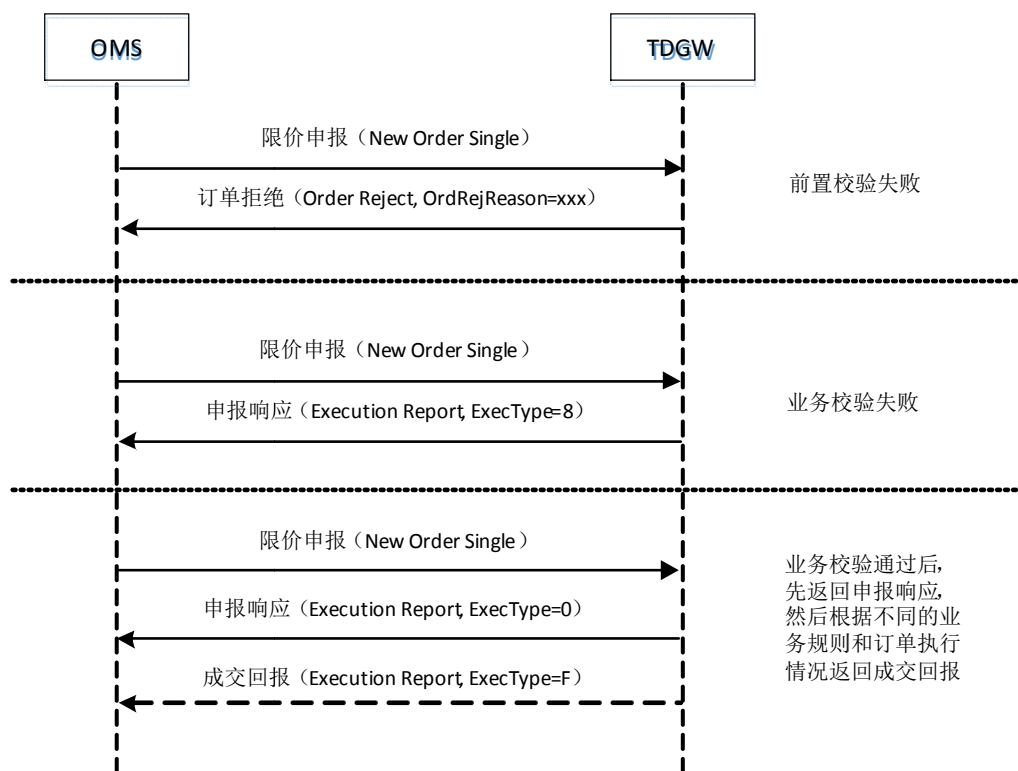 OMS
TDGW
限价申报（New Order Single）
订单拒绝（Order Reject, OrdRejReason=xxx）
前置校验失败
限价申报（New Order Single）
申报响应（Execution Report, ExecType=8）
业务校验失败
限价申报（New Order Single）
申报响应（Execution Report, ExecType=0）
成交回报（Execution Report, ExecType=F）
业务校验通过后,
先返回申报响应,
然后根据不同的业
务规则和订单执行
情况返回成交回报